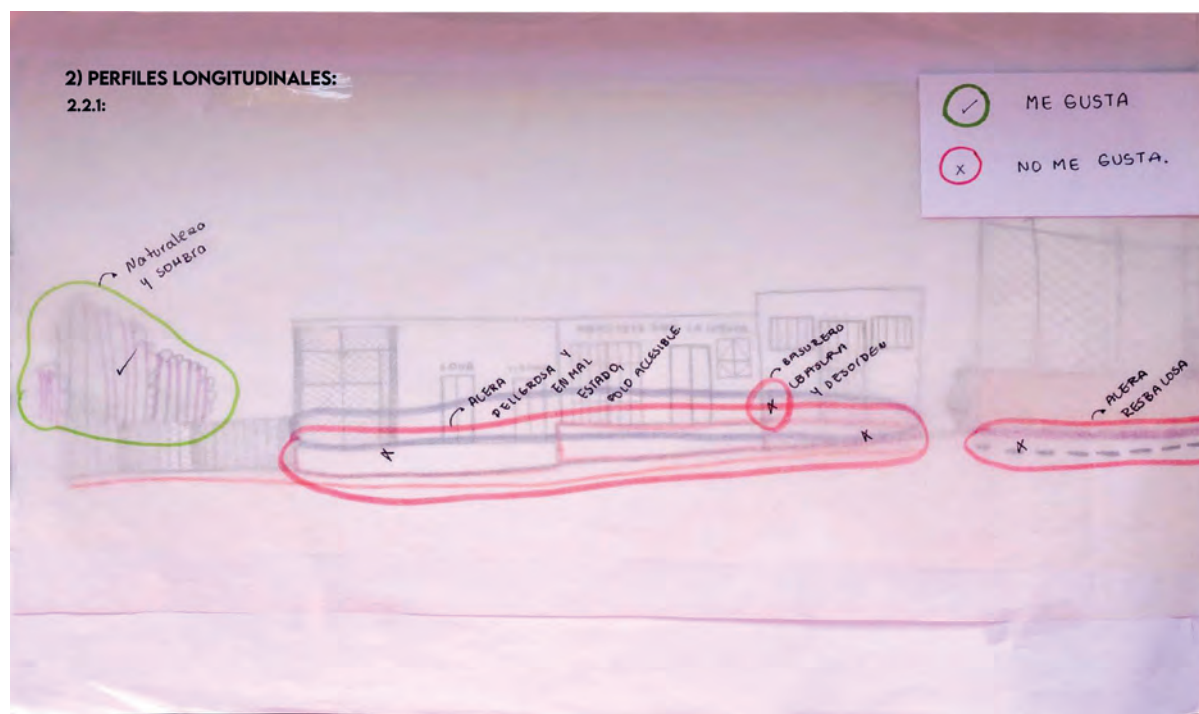 2) PERFILES LONGITUDINALES:
2.2.1:
ME GUSTA
NO ME GUSTA.
Naturaleza
y SOMBRA
ACERA
PELIGROSA Y
EN MAL
ESTADO,
POCO ACCESIBLE
BASURERO
(BASURA
Y DESORDEN
ACERA
RESBALOSA